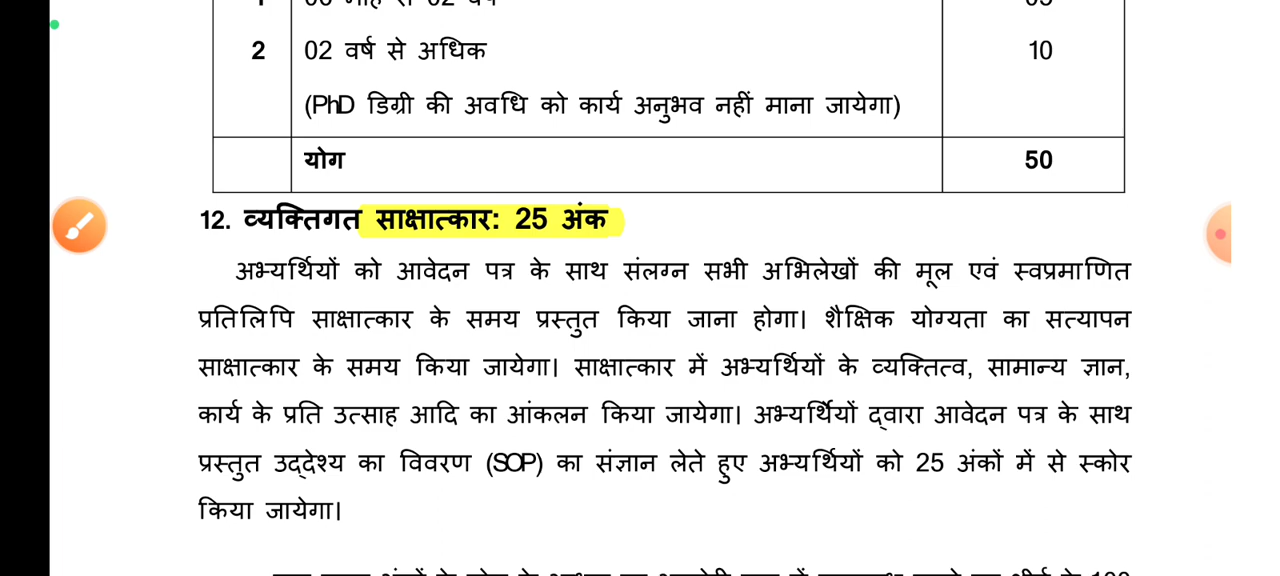 2 02 वर्ष से अधिक 10
(PhD डिग्री की अवधि को कार्य अनुभव नहीं माना जायेगा)
योग 50
12. व्यक्तिगत साक्षात्कार: 25 अंक
अभ्यर्थियों को आवेदन पत्र के साथ संलग्न सभी अभिलेखों की मूल एवं स्वप्रमाणित
प्रतिलिपि साक्षात्कार के समय प्रस्तुत किया जाना होगा। शैक्षिक योग्यता का सत्यापन
साक्षात्कार के समय किया जायेगा। साक्षात्कार में अभ्यर्थियों के व्यक्तित्व, सामान्य ज्ञान,
कार्य के प्रति उत्साह आदि का आंकलन किया जायेगा। अभ्यर्थियों द्वारा आवेदन पत्र के साथ
प्रस्तुत उद्देश्य का विवरण (SOP) का संज्ञान लेते हुए अभ्यर्थियों को 25 अंकों में से स्कोर
किया जायेगा।